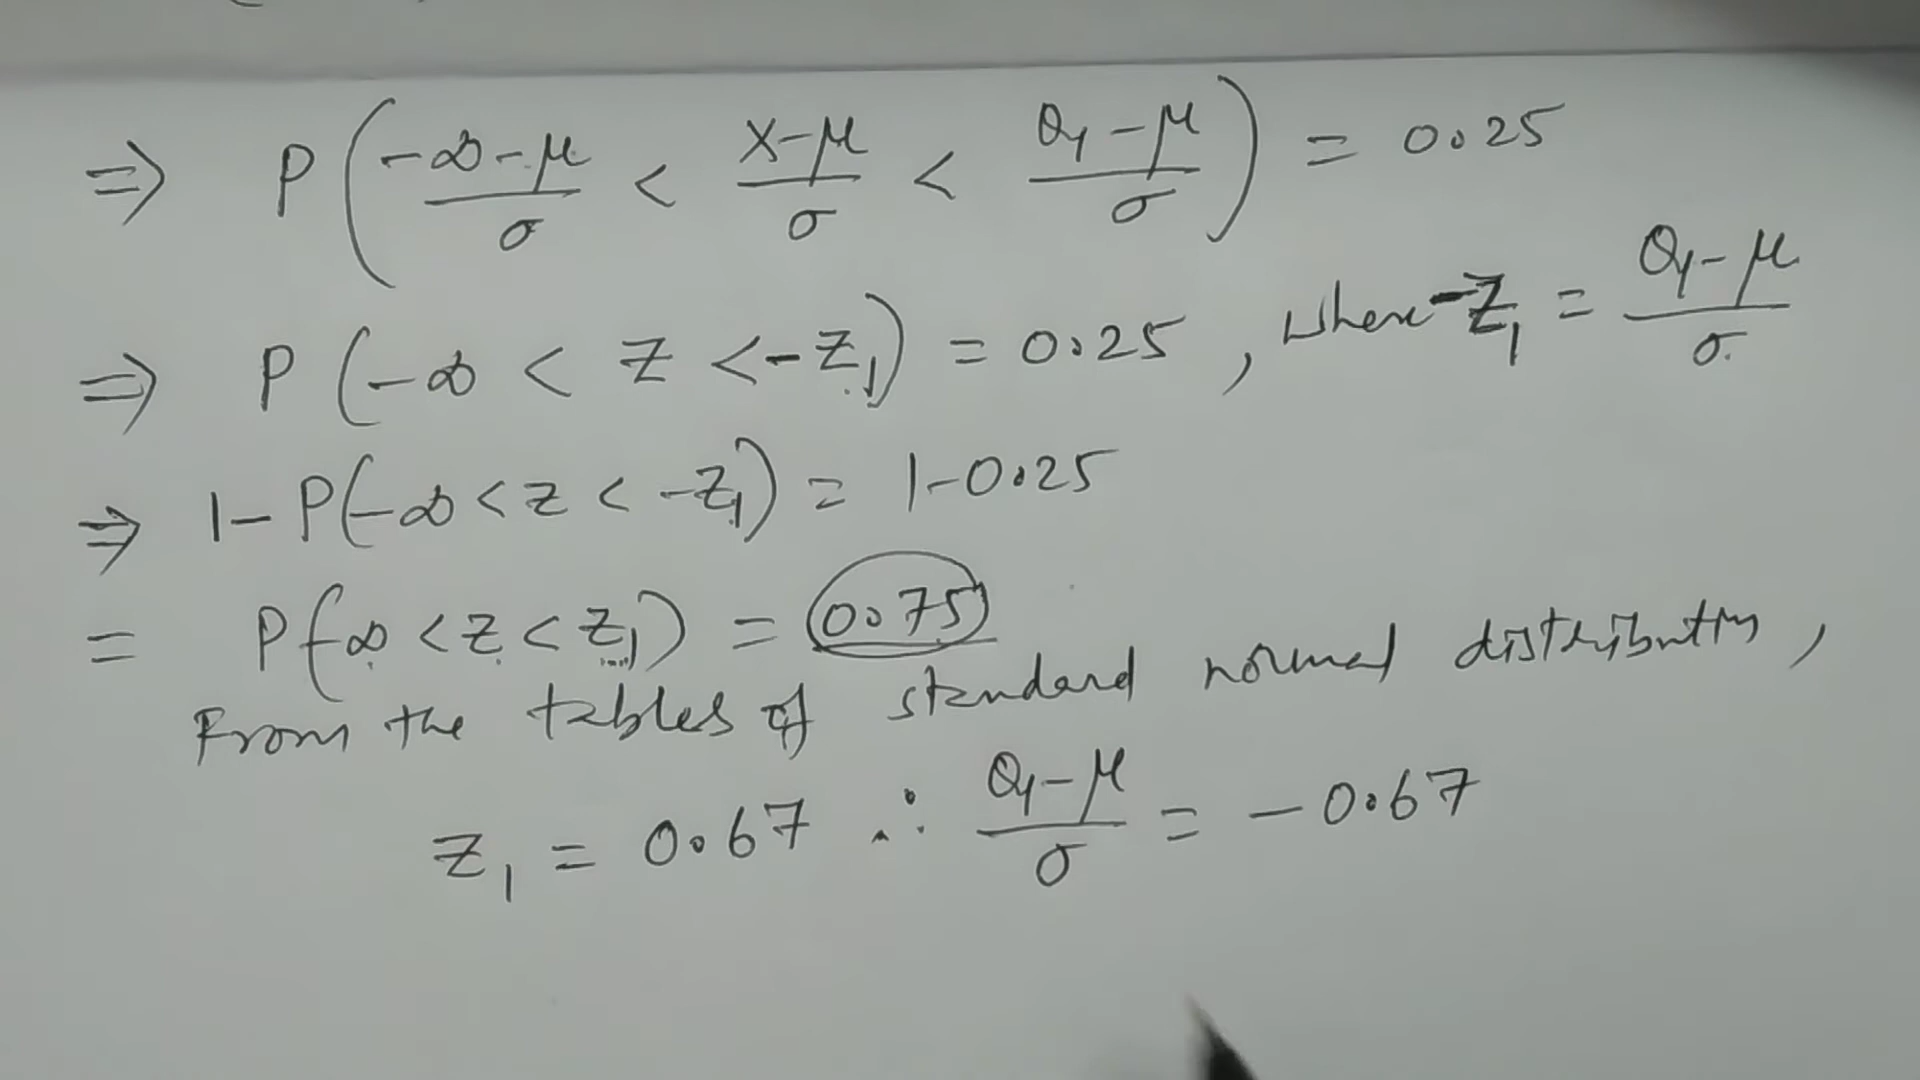 ⇒ P( (-∞-μ)/σ < (X-μ)/σ < (Q₁-μ)/σ ) = 0.25
⇒ P(-∞ < Z < -Z₁) = 0.25, where -Z₁ = (Q₁-μ)/σ
⇒ 1-P(-∞<Z<-Z₁) = 1-0.25
= P(-∞<Z<Z₁) = 0.75
From the tables of standard normal distribution,
Z₁ = 0.67 ∴ (Q₁-μ)/σ = -0.67